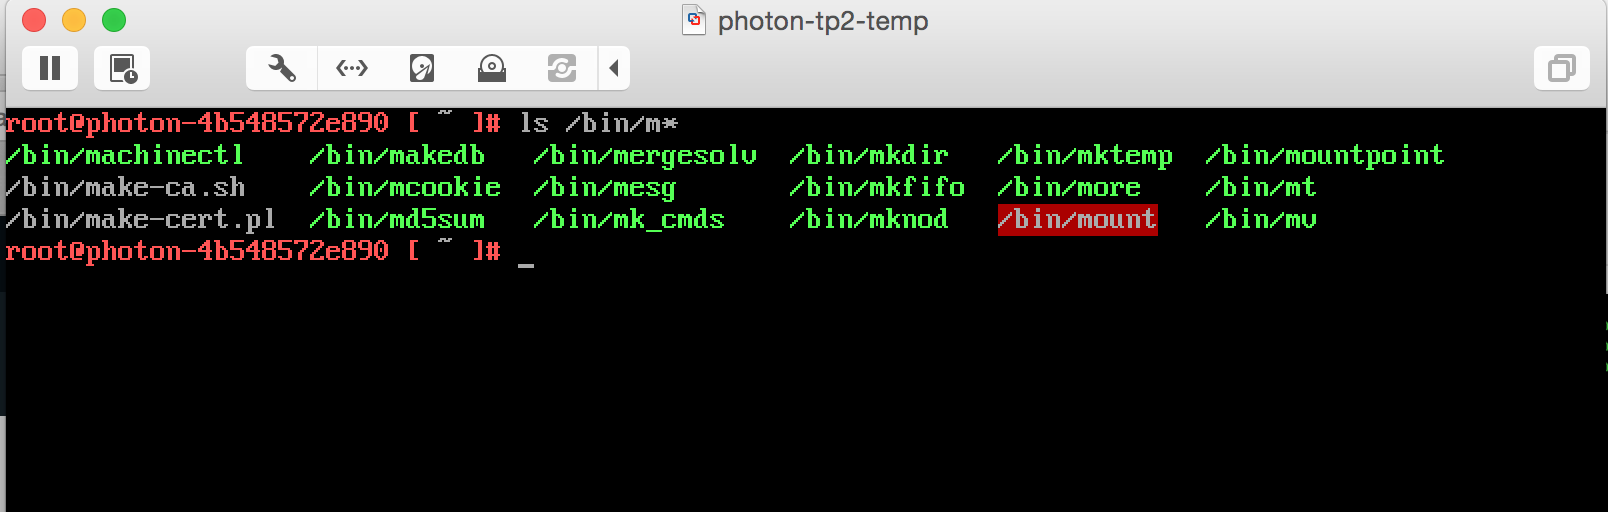 photon-tp2-temp
root@photon-4b548572e890 [ ~ ]# ls /bin/m*
/bin/machinectl /bin/makedb /bin/mergesolv /bin/mkdir /bin/mktemp /bin/mountpoint
/bin/make-ca.sh /bin/mcookie /bin/mesg /bin/mkfifo /bin/more /bin/mt
/bin/make-cert.pl /bin/md5sum /bin/mk_cmds /bin/mknod /bin/mount /bin/mv
root@photon-4b548572e890 [ ~ ]# _